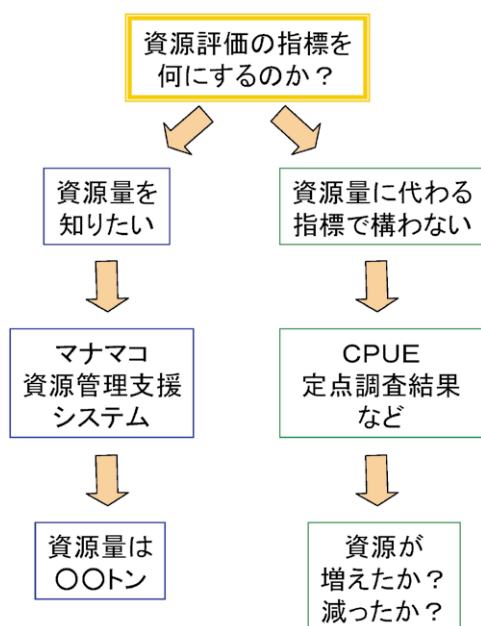 資源評価の指標を
何にするのか？
資源量を
知りたい
資源量に代わる
指標で構わない
マナマコ
資源管理支援
システム
ＣＰＵＥ
定点調査結果
など
資源量は
〇〇トン
資源が
増えたか？
減ったか？